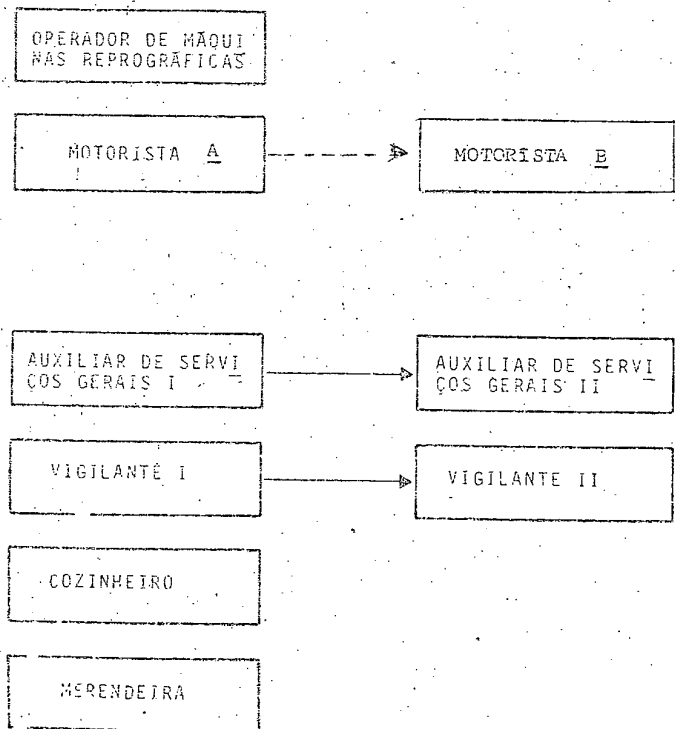 OPERADOR DE MÁQUI
NAS REPROGRÁFICAS
MOTORISTA A
MOTORISTA B
AUXILIAR DE SERVI
ÇOS GERAIS I
AUXILIAR DE SERVI
ÇOS GERAIS II
VIGILANTE I
VIGILANTE II
COZINHEIRO
MERENDEIRA